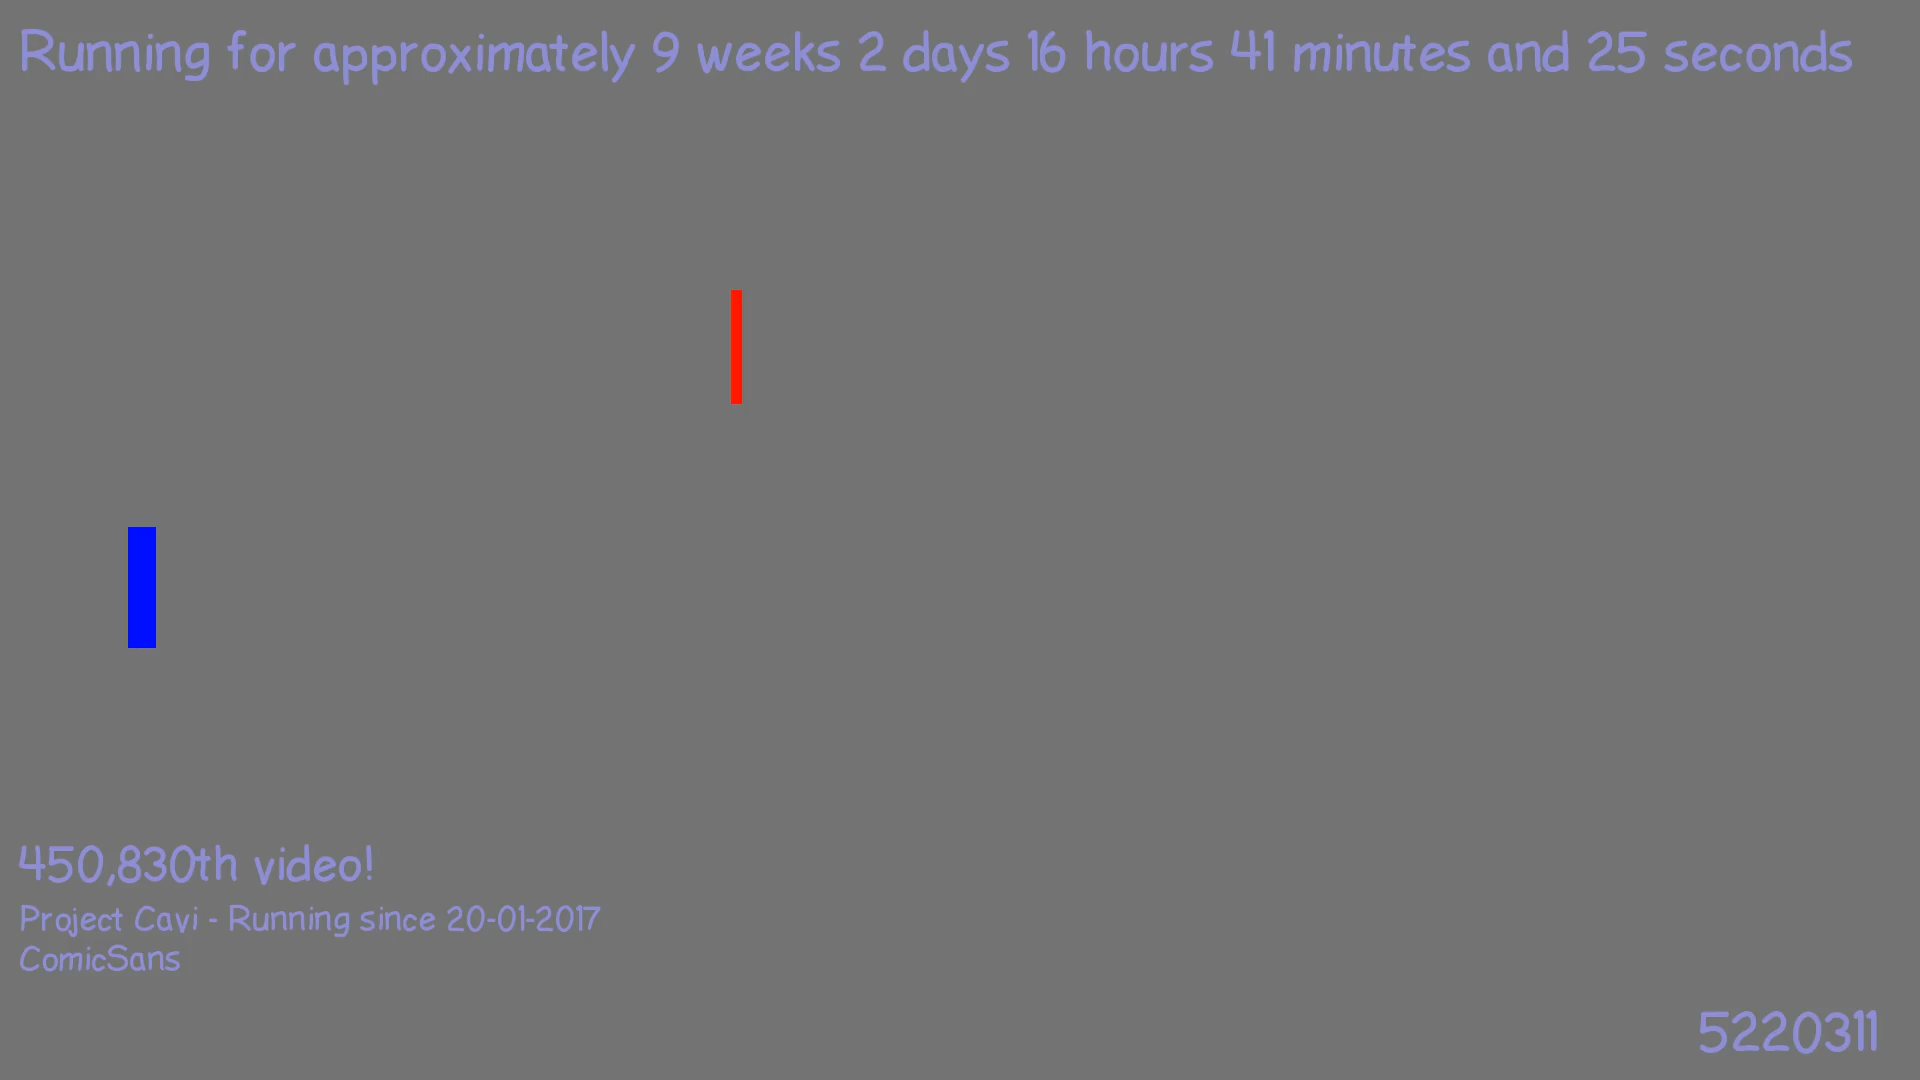 Running for approximately 9 weeks 2 days 16 hours 41 minutes and 25 seconds
450,830th video!
Project Cavi - Running since 20-01-2017
ComicSans
5220311